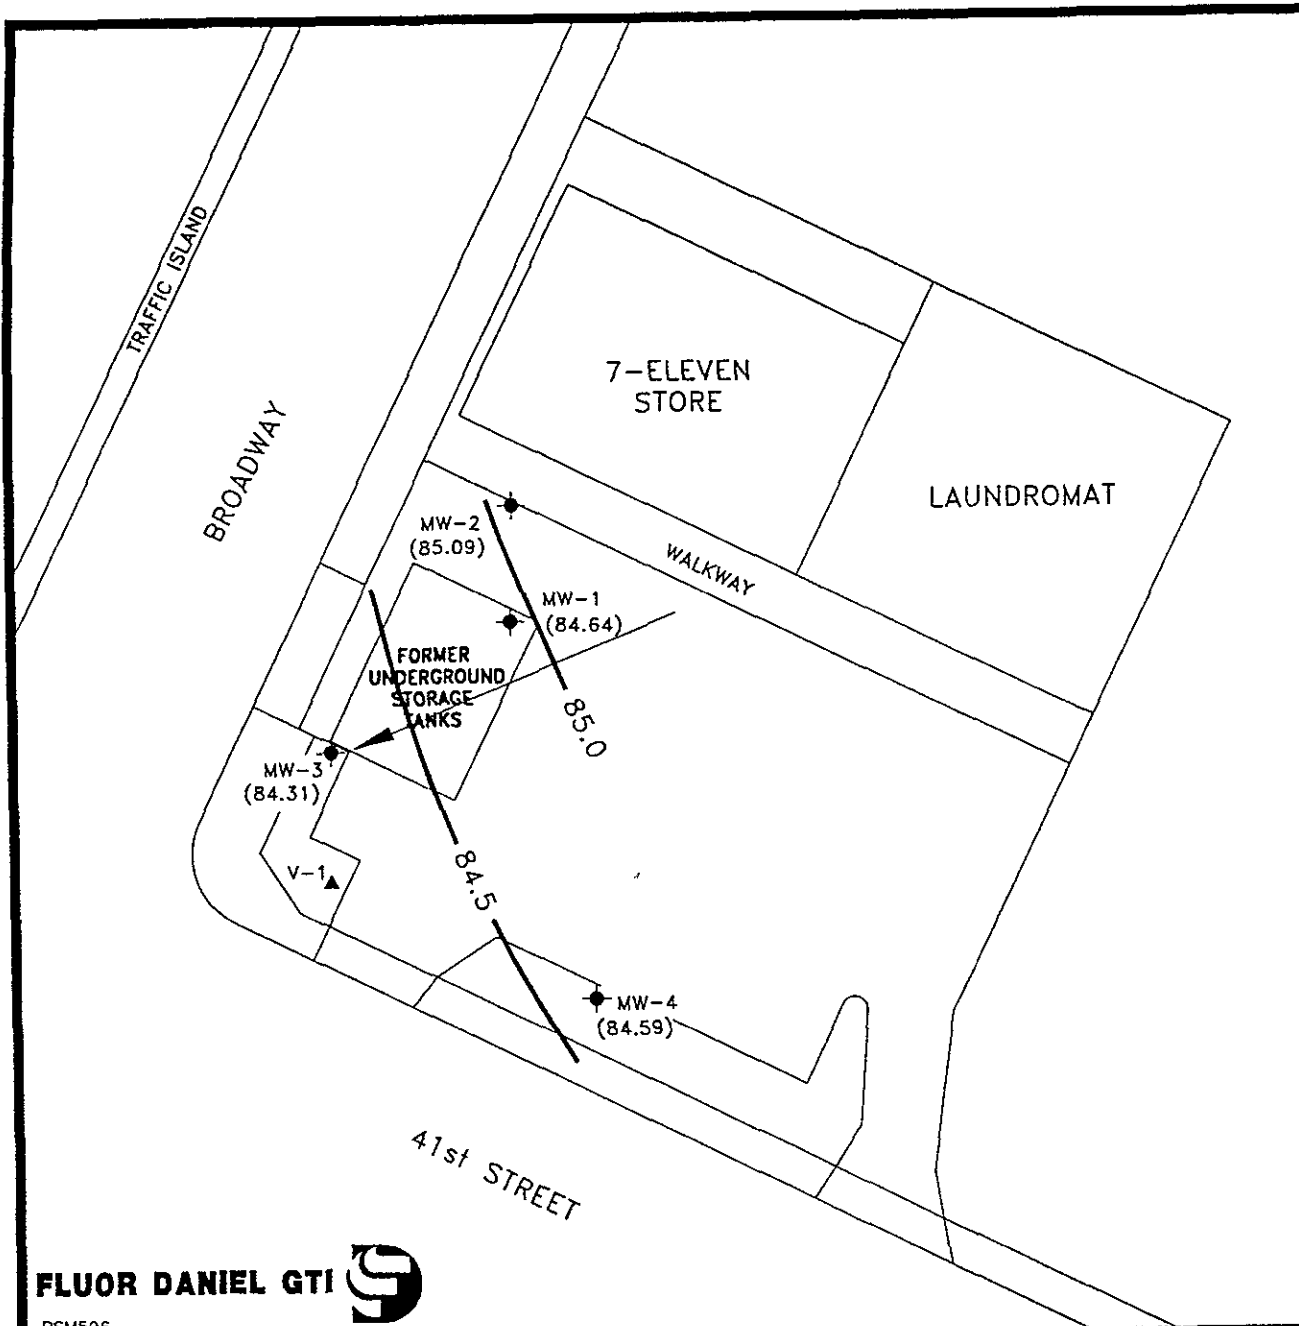 TRAFFIC ISLAND
BROADWAY
7-ELEVEN
STORE
LAUNDROMAT
WALKWAY
MW-2
(85.09)
MW-1
(84.64)
FORMER
UNDERGROUND
STORAGE
TANKS
85.0
MW-3
(84.31)
84.5
V-1
MW-4
(84.59)
41st STREET
FLUOR DANIEL GTI